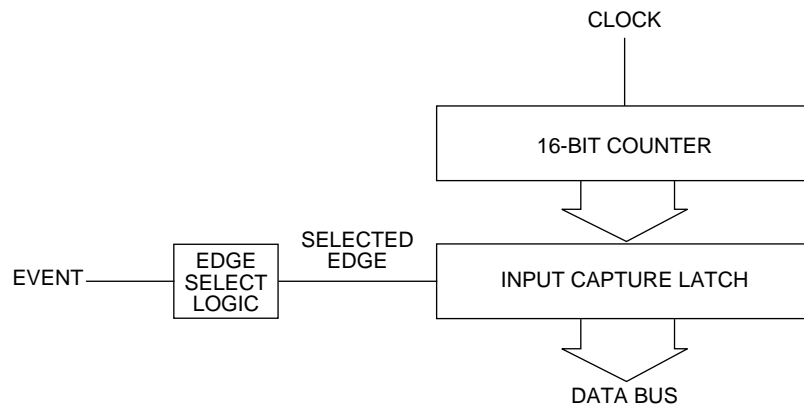 CLOCK
16-BIT COUNTER
SELECTED
EDGE
EVENT
EDGE
SELECT
LOGIC
INPUT CAPTURE LATCH
DATA BUS